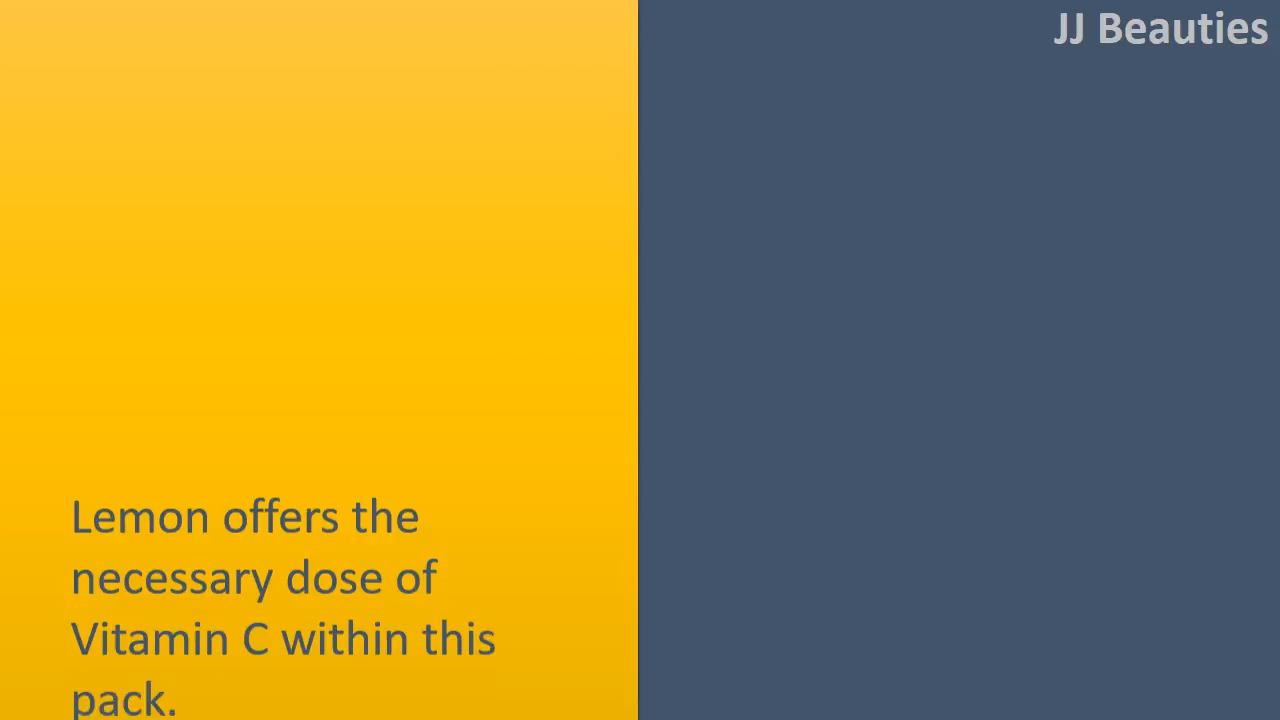 JJ Beauties
Lemon offers the
necessary dose of
Vitamin C within this
pack.